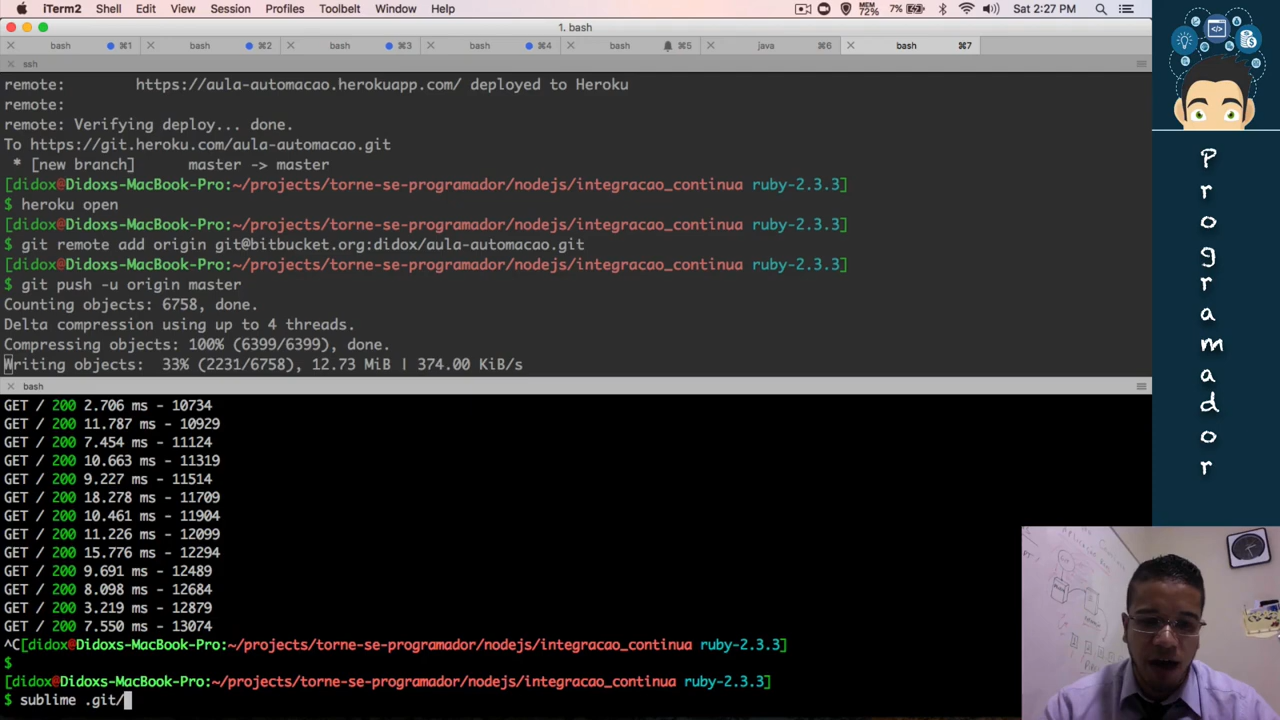 iTerm2 Shell Edit View Session Profiles Toolbelt Window Help MEM 72% 7% Sat 2:27 PM
1. bash
bash ⌘1 bash ⌘2 bash ⌘3 bash ⌘4 bash ⌘5 java ⌘6 bash ⌘7
ssh
remote: https://aula-automacao.herokuapp.com/ deployed to Heroku
remote:
remote: Verifying deploy... done.
To https://git.heroku.com/aula-automacao.git
* [new branch] master -> master
[didox@Didoxs-MacBook-Pro:~/projects/torne-se-programador/nodejs/integracao_continua ruby-2.3.3]
$ heroku open
[didox@Didoxs-MacBook-Pro:~/projects/torne-se-programador/nodejs/integracao_continua ruby-2.3.3]
$ git remote add origin git@bitbucket.org:didox/aula-automacao.git
[didox@Didoxs-MacBook-Pro:~/projects/torne-se-programador/nodejs/integracao_continua ruby-2.3.3]
$ git push -u origin master
Counting objects: 6758, done.
Delta compression using up to 4 threads.
Compressing objects: 100% (6399/6399), done.
Writing objects: 33% (2231/6758), 12.73 MiB | 374.00 KiB/s
bash
GET / 200 2.706 ms - 10734
GET / 200 11.787 ms - 10929
GET / 200 7.454 ms - 11124
GET / 200 10.663 ms - 11319
GET / 200 9.227 ms - 11514
GET / 200 18.278 ms - 11709
GET / 200 10.461 ms - 11904
GET / 200 11.226 ms - 12099
GET / 200 15.776 ms - 12294
GET / 200 9.691 ms - 12489
GET / 200 8.098 ms - 12684
GET / 200 3.219 ms - 12879
GET / 200 7.550 ms - 13074
^C[didox@Didoxs-MacBook-Pro:~/projects/torne-se-programador/nodejs/integracao_continua ruby-2.3.3]
$
[didox@Didoxs-MacBook-Pro:~/projects/torne-se-programador/nodejs/integracao_continua ruby-2.3.3]
$ sublime .git/
Programador